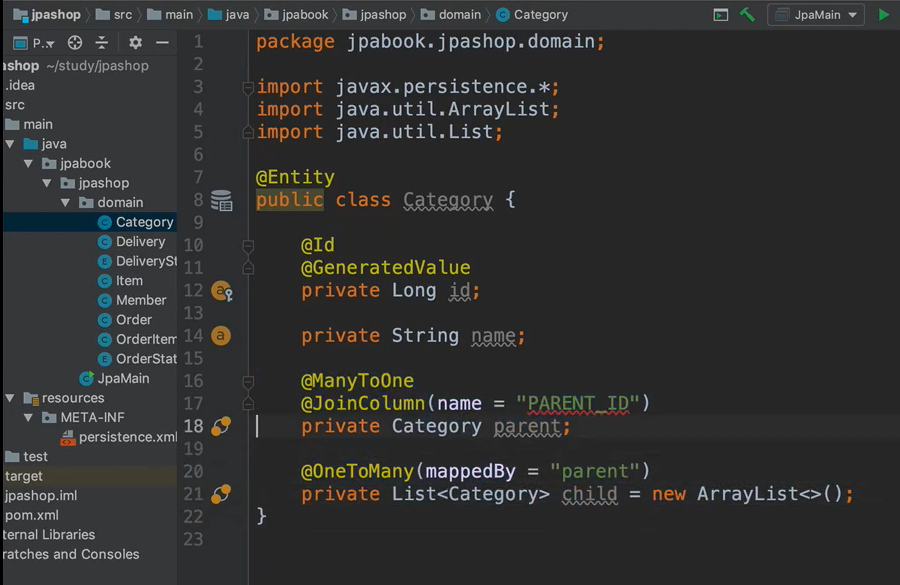 jpashop src main java jpabook jpashop domain Category JpaMain
P..
shop ~/study/jpashop
.idea
src
main
java
jpabook
jpashop
domain
Category
Delivery
DeliverySt
Item
Member
Order
OrderItem
OrderStat
JpaMain
resources
META-INF
persistence.xml
test
target
jpashop.iml
pom.xml
ternal Libraries
ratches and Consoles
1 package jpabook.jpashop.domain;
2
3 import javax.persistence.*;
4 import java.util.ArrayList;
5 import java.util.List;
6
7 @Entity
8 public class Category {
9
10 @Id
11 @GeneratedValue
12 private Long id;
13
14 private String name;
15
16 @ManyToOne
17 @JoinColumn(name = "PARENT_ID")
18 private Category parent;
19
20 @OneToMany(mappedBy = "parent")
21 private List<Category> child = new ArrayList<>();
22 }
23